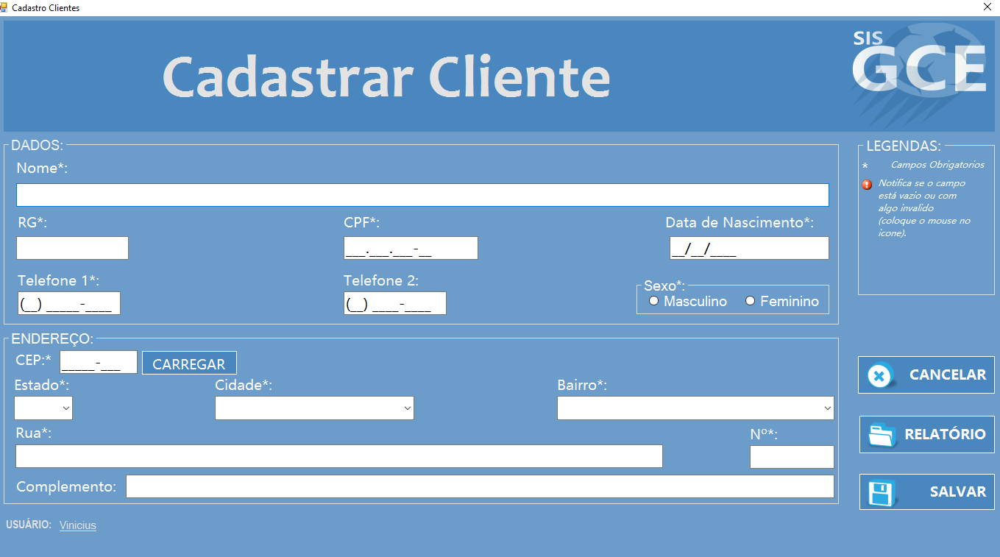 Cadastro Clientes
Cadastrar Cliente
SIS
GCE
DADOS:
Nome*:
RG*:
CPF*:
Data de Nascimento*:
___.___.___-__
__/__/____
Telefone 1*:
Telefone 2:
Sexo*:
(__) _____-____
(__) ____-____
Masculino
Feminino
LEGENDAS:
* Campos Obrigatorios
Notifica se o campo
está vazio ou com
algo invalido
(coloque o mouse no
icone).
ENDEREÇO:
CEP:*
_____-___
CARREGAR
Estado*:
Cidade*:
Bairro*:
Rua*:
Nº*:
Complemento:
CANCELAR
RELATÓRIO
SALVAR
USUÁRIO: Vinicius